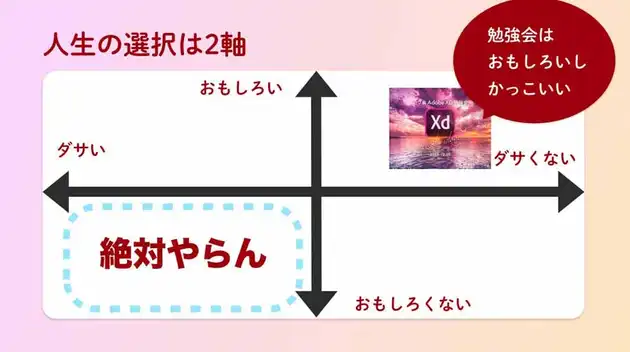 人生の選択は2軸
勉強会は
おもしろいし
かっこいい
おもしろい
Xd
ダサい
ダサくない
絶対やらん
おもしろくない